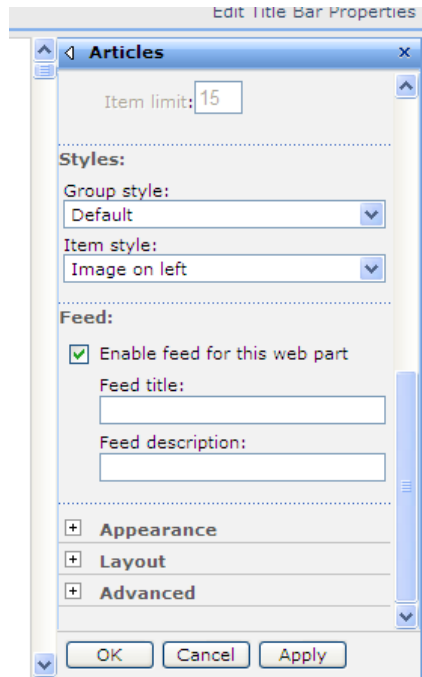 Edit Title Bar Properties
Articles
Item limit: 15
Styles:
Group style:
Default
Item style:
Image on left
Feed:
Enable feed for this web part
Feed title:
Feed description:
Appearance
Layout
Advanced
OK Cancel Apply